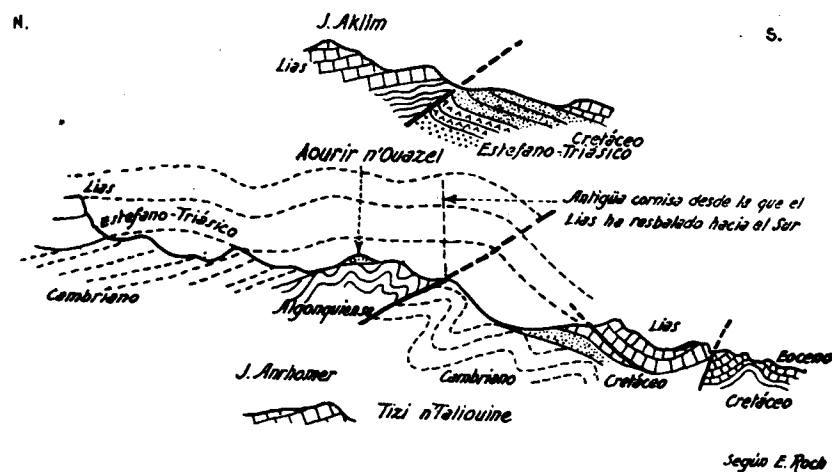 N.
S.
J. Aklim
Lias
Cretáceo
Estefano-Triásico
Aourir n'Ouazel
Lias
Estefano-Triásico
Antigüa cornisa desde la que el
Lias ha resbalado hacia el Sur
Cambriano
Algonquiense
Lias
Eoceno
J. Anrhomer
Cambriano
Cretáceo
Cretáceo
Tizi n'Taliouine
Según E. Roch